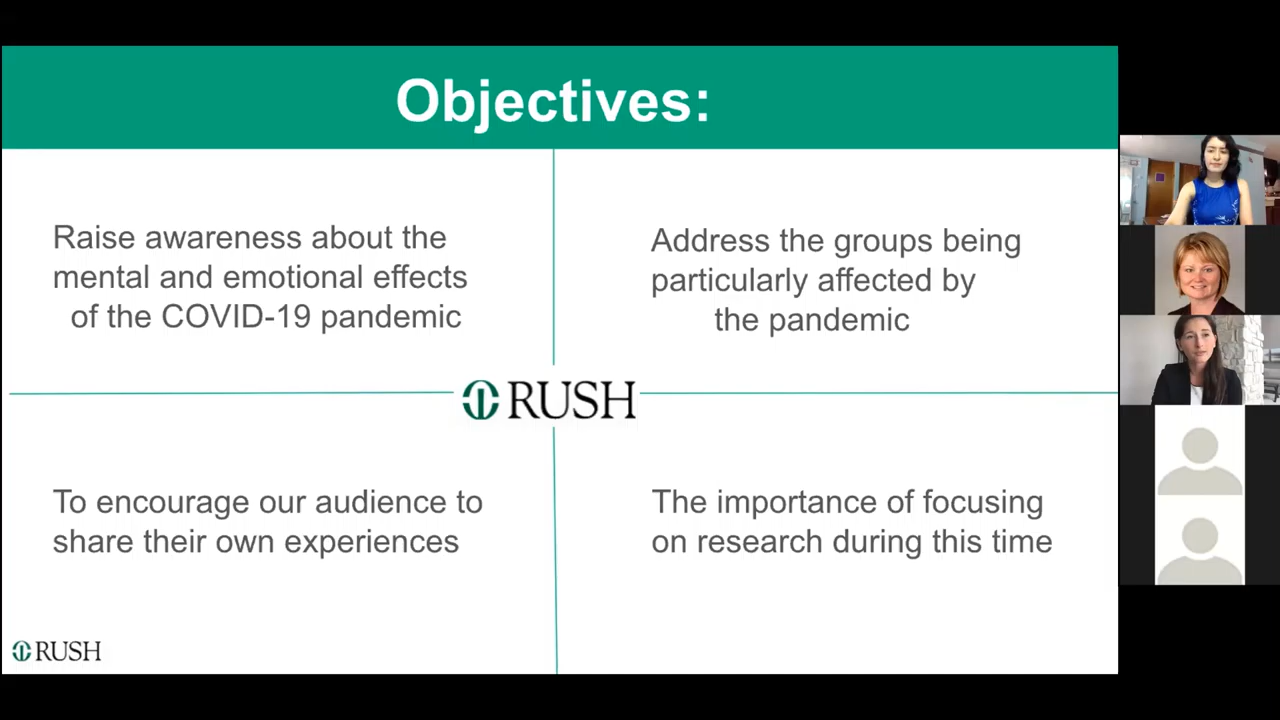 Objectives:
Raise awareness about the
mental and emotional effects
of the COVID-19 pandemic
Address the groups being
particularly affected by
the pandemic
RUSH
To encourage our audience to
share their own experiences
The importance of focusing
on research during this time
RUSH